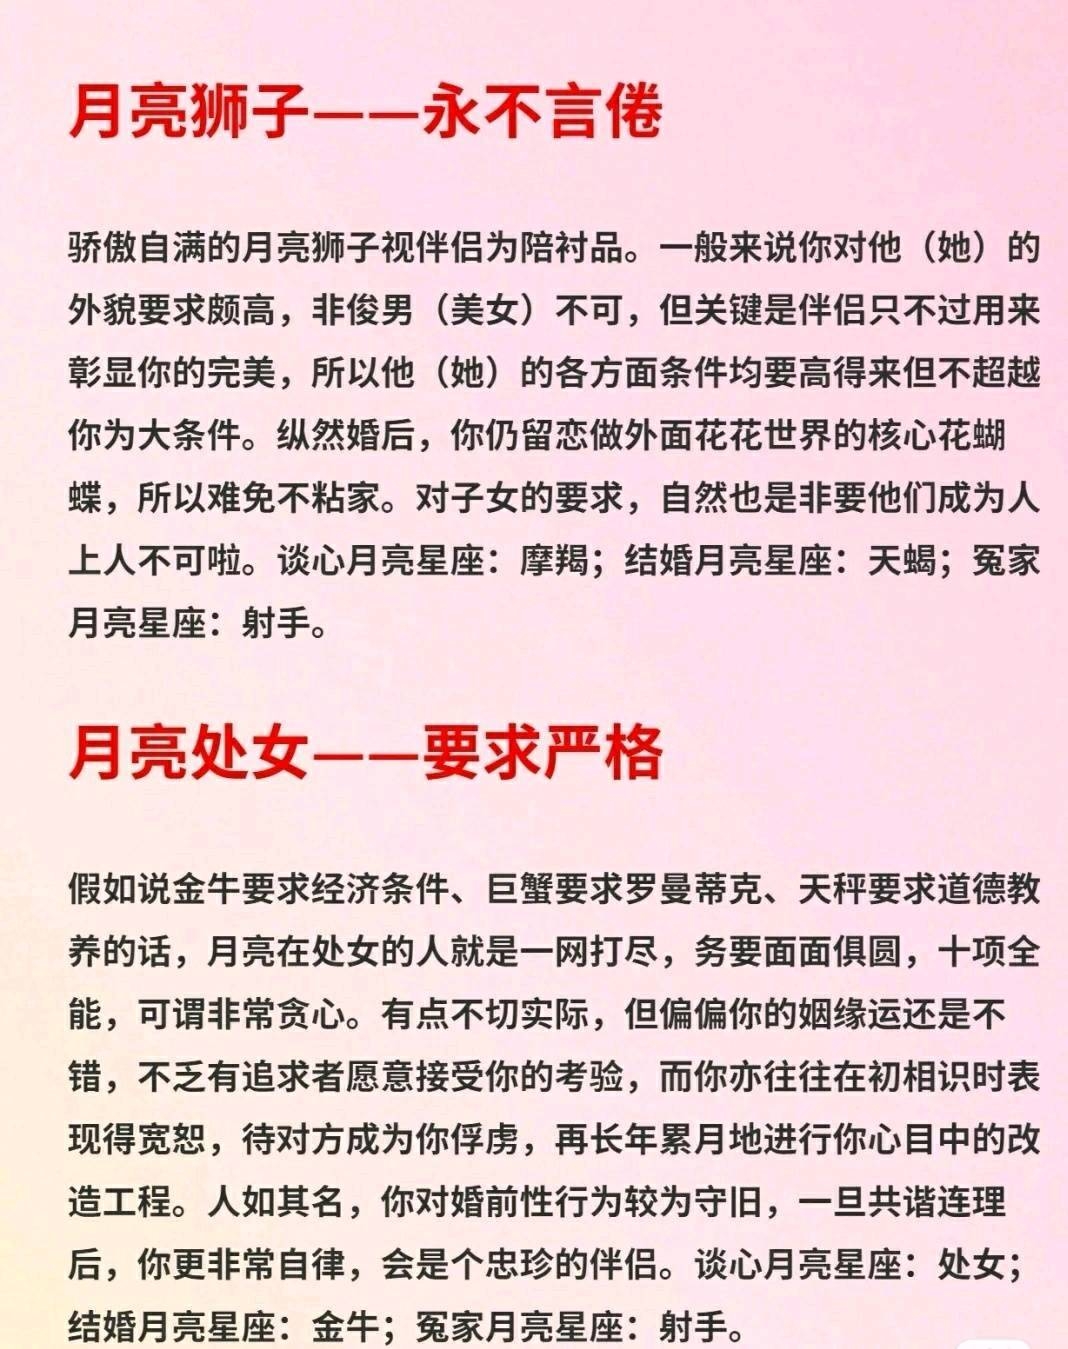 月亮狮子——永不言倦
骄傲自满的月亮狮子视伴侣为陪衬品。一般来说你对他（她）的
外貌要求颇高，非俊男（美女）不可，但关键是伴侣只不过用来
彰显你的完美，所以他（她）的各方面条件均要高得来但不超越
你为大条件。纵然婚后，你仍留恋做外面花花世界的核心花蝴
蝶，所以难免不粘家。对子女的要求，自然也是非要他们成为人
上人不可啦。谈心月亮星座：摩羯；结婚月亮星座：天蝎；冤家
月亮星座：射手。
月亮处女——要求严格
假如说金牛要求经济条件、巨蟹要求罗曼蒂克、天秤要求道德教
养的话，月亮在处女的人就是一网打尽，务要面面俱圆，十项全
能，可谓非常贪心。有点不切实际，但偏偏你的姻缘运还是不
错，不乏有追求者愿意接受你的考验，而你亦往往在初相识时表
现得宽恕，待对方成为你俘虏，再长年累月地进行你心目中的改
造工程。人如其名，你对婚前性行为较为守旧，一旦共谐连理
后，你更非常自律，会是个忠珍的伴侣。谈心月亮星座：处女；
结婚月亮星座：金牛；冤家月亮星座：射手。